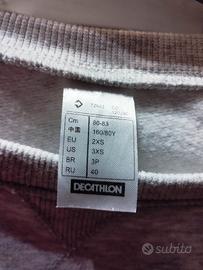 Cm 80-83
中国 160/80Y
EU 2XS
US 3XS
BR 3P
RU 40
DECATHLON
subito